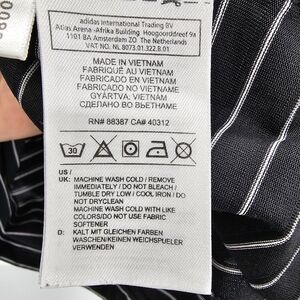 adidas International Trading BV
Atlas Arena -Afrika Building Hoogoorddreef 9a
1101 BA Amsterdam ZO The Netherlands
VAT NO. NL 8073.01.322.B.01
MADE IN VIETNAM
FABRIQUÉ AU VIETNAM
FABRICADO EN VIETNAM
FABRICADO NO VIETNAME
GYÁRTVA: VIETNAM
СДЕЛАНО ВО ВЬЕТНАМЕ
RN# 88387 CA# 40312
30
US /
UK: MACHINE WASH COLD / REMOVE
IMMEDIATELY / DO NOT BLEACH /
TUMBLE DRY LOW / COOL IRON / DO
NOT DRYCLEAN
MACHINE WASH COLD WITH LIKE
COLORS/DO NOT USE FABRIC
SOFTENER
D: KALT MIT GLEICHEN FARBEN
WASCHEN/KEINEN WEICHSPUELER
VERWENDEN